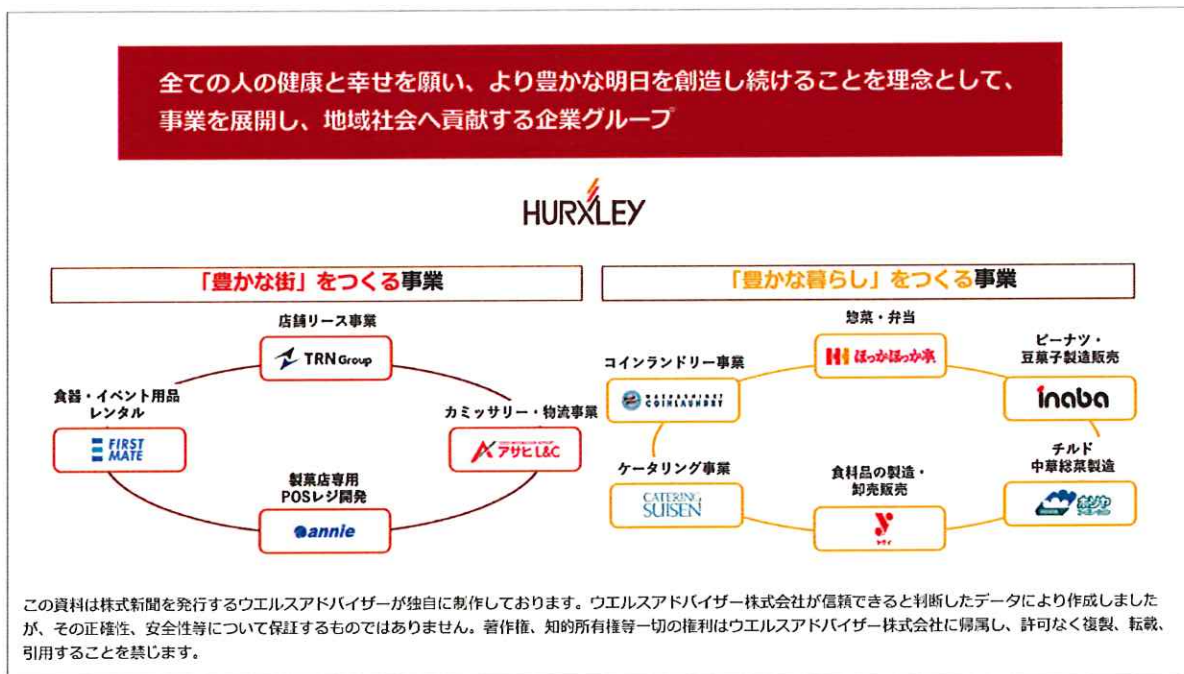 全ての人の健康と幸せを願い、より豊かな明日を創造し続けることを理念として、
事業を展開し、地域社会へ貢献する企業グループ
HURXLEY
「豊かな街」をつくる事業
店舗リース事業
TRN Group
食器・イベント用品
レンタル
FIRST
MATE
カミッサリー・物流事業
アサヒL&C
製菓店専用
POSレジ開発
annie
「豊かな暮らし」をつくる事業
惣菜・弁当
ほっかほっか亭
コインランドリー事業
COINLAUNDRY
ピーナツ・
豆菓子製造販売
inaba
ケータリング事業
CATERING
SUISEN
食料品の製造・
卸売販売
ヤタイ
チルド
中華総菜製造
ホソヤ
この資料は株式新聞を発行するウエルスアドバイザーが独自に制作しております。ウエルスアドバイザー株式会社が信頼できると判断したデータにより作成しました
が、その正確性、安全性等について保証するものではありません。著作権、知的所有権等一切の権利はウエルスアドバイザー株式会社に帰属し、許可なく複製、転載、
引用することを禁じます。